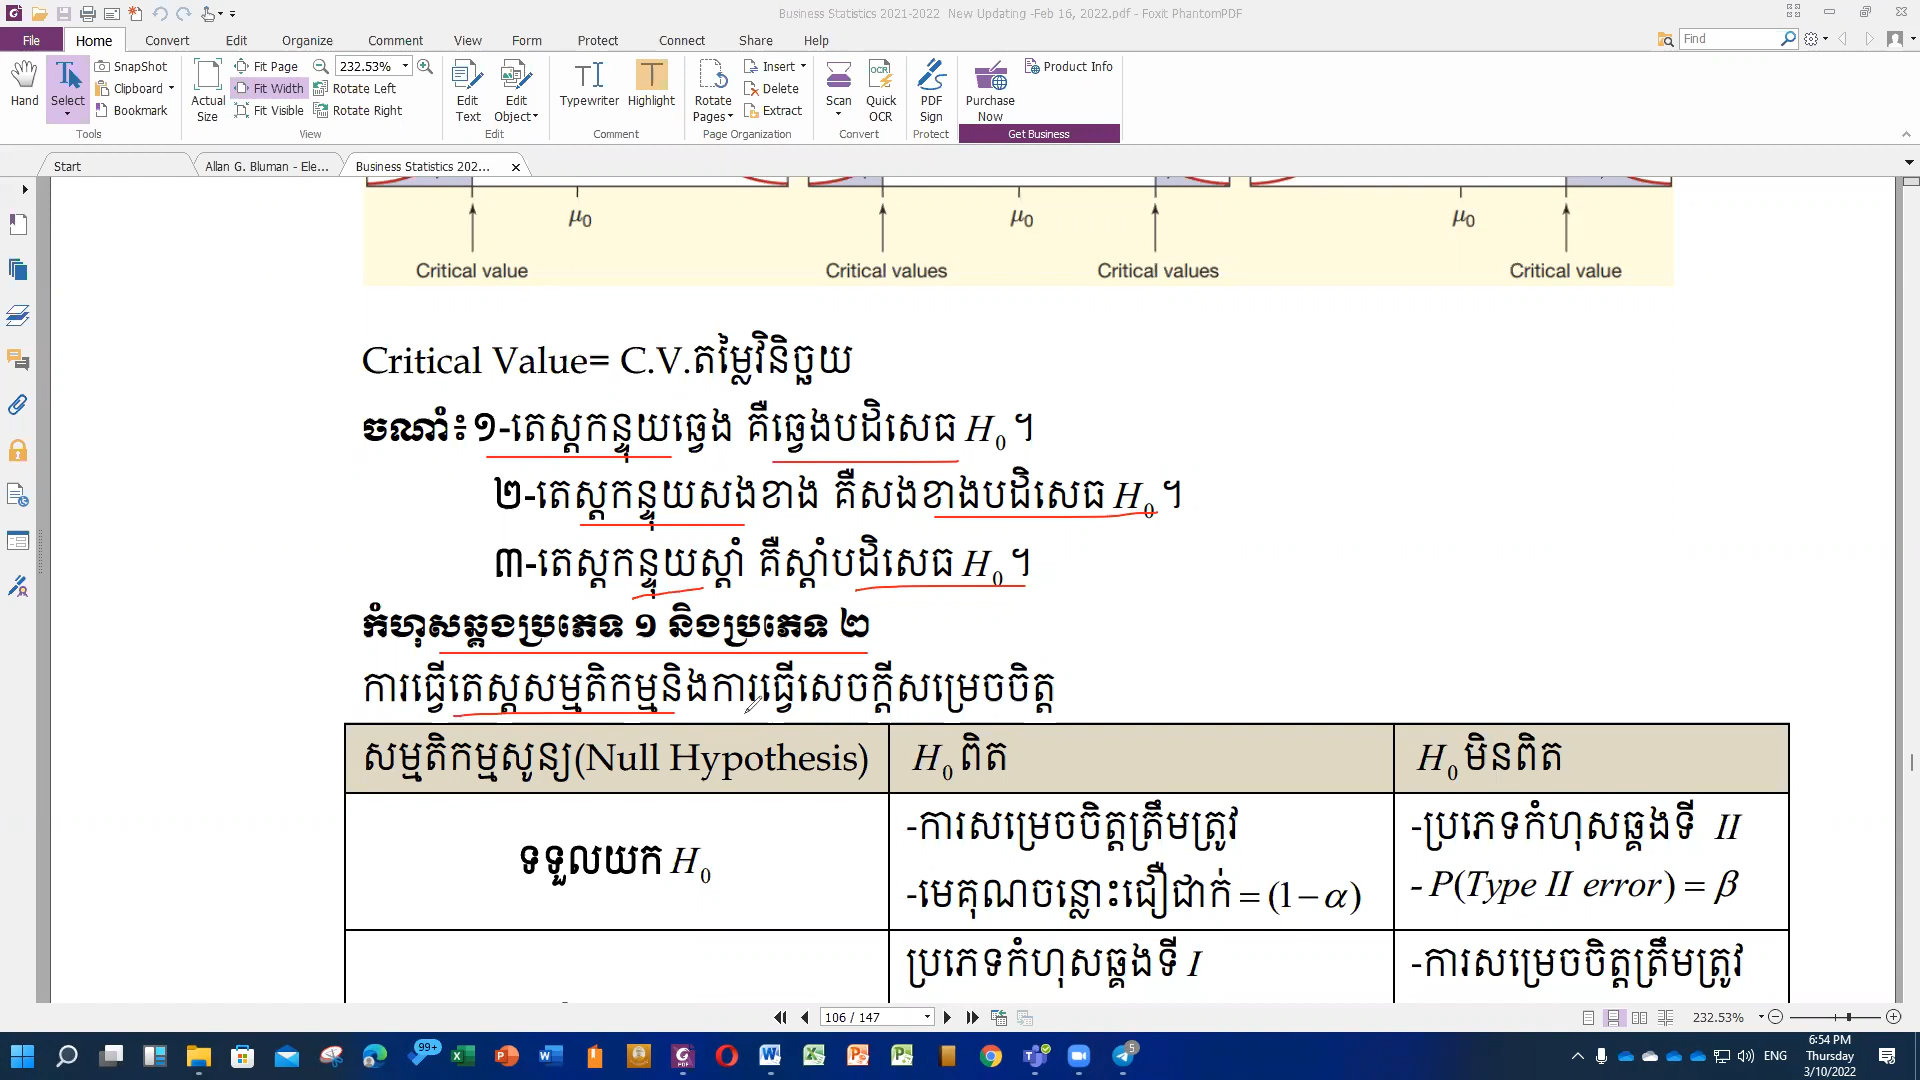 Business Statistics 2021-2022 New Updating -Feb 16, 2022.pdf - Foxit PhantomPDF
File Home Convert Edit Organize Comment View Form Protect Connect Share Help Find
Hand
Select
SnapShot
Clipboard
Bookmark
Tools
Actual Size
Fit Page
Fit Width
Fit Visible
232.53%
Rotate Left
Rotate Right
View
Edit Text
Edit Object
Edit
Typewriter
Highlight
Comment
Rotate Pages
Insert
Delete
Extract
Page Organization
Scan
Quick OCR
Convert
PDF Sign
Protect
Purchase Now
Product Info
Get Business
Start
Allan G. Bluman - Ele...
Business Statistics 202...
μ0 μ0 μ0
Critical value Critical values Critical values Critical value
Critical Value= C.V.តម្លៃវិនិច្ឆយ
ចណាំ៖ ១-តេស្តកន្ទុយឆ្វេង គឺឆ្វេងបដិសេធ H0 ។
២-តេស្តកន្ទុយសងខាង គឺសងខាងបដិសេធ H0 ។
៣-តេស្តកន្ទុយស្តាំ គឺស្តាំបដិសេធ H0 ។
កំហុសឆ្គងប្រភេទ ១ និងប្រភេទ ២
ការធ្វើតេស្តសម្មតិកម្មនិងការធ្វើសេចក្តីសម្រេចចិត្ត
សម្មតិកម្មសូន្យ(Null Hypothesis) H0 ពិត H0 មិនពិត
ទទួលយក H0
-ការសម្រេចចិត្តត្រឹមត្រូវ
-មេគុណចន្លោះជឿជាក់ = (1 − α)
-ប្រភេទកំហុសឆ្គងទី II
- P(Type II error) = β
ប្រភេទកំហុសឆ្គងទី I
-ការសម្រេចចិត្តត្រឹមត្រូវ
106 / 147
232.53%
99+
5
ENG
6:54 PM
Thursday
3/10/2022